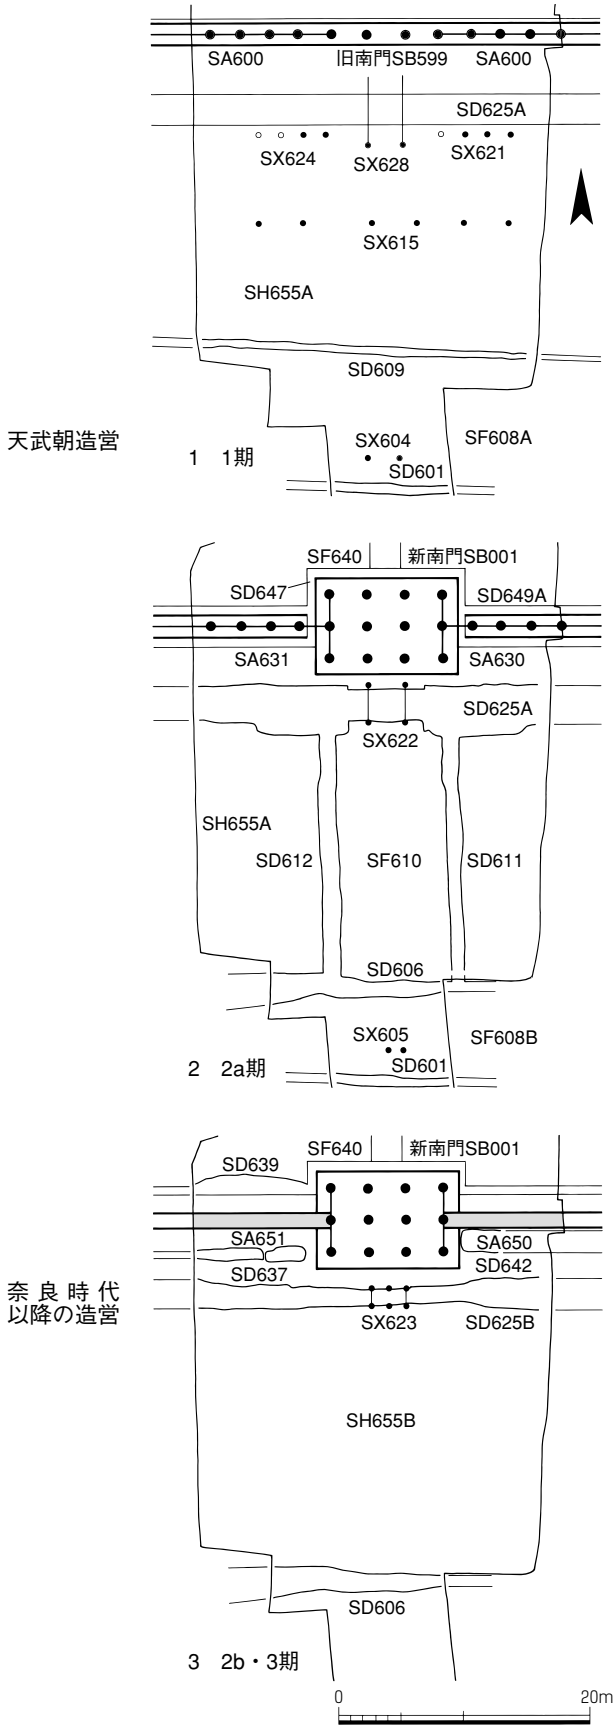 SA600 旧南門SB599 SA600
SD625A
SX624 SX628 SX621
SX615
SH655A
SD609
天武朝造営
SX604 SF608A
1 1期 SD601
SF640 新南門SB001
SD647 SD649A
SA631 SA630
SD625A
SX622
SH655A
SD612 SF610 SD611
SD606
SX605 SF608B
2 2a期 SD601
SF640 新南門SB001
SD639
SA651 SA650
SD637 SD642
奈良時代
以降の造営
SX623 SD625B
SH655B
SD606
3 2b・3期
0 20m